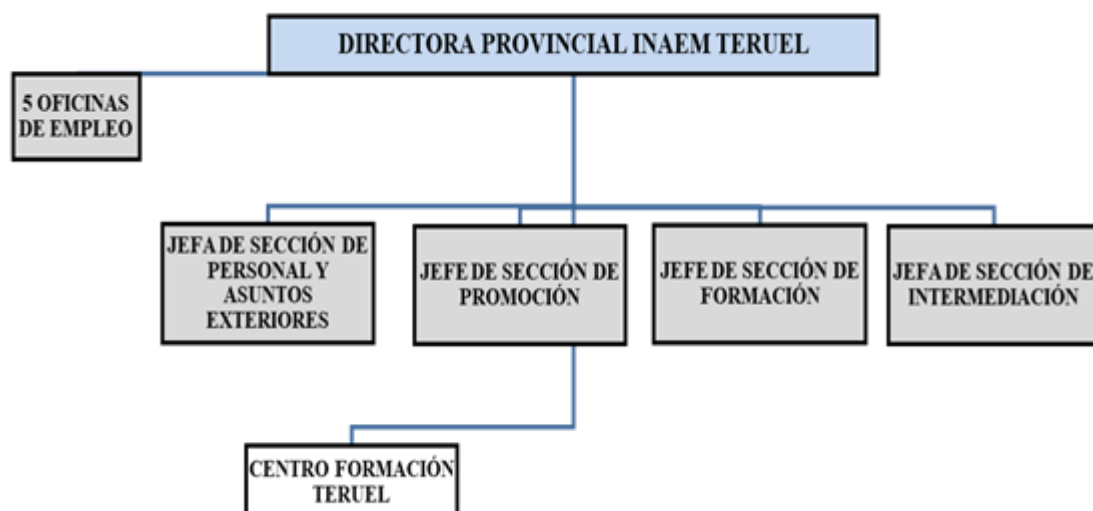 DIRECTORA PROVINCIAL INAEM TERUEL
5 OFICINAS
DE EMPLEO
JEFA DE SECCIÓN DE
PERSONAL Y
ASUNTOS
EXTERIORES
JEFE DE SECCIÓN DE
PROMOCIÓN
JEFE DE SECCIÓN DE
FORMACIÓN
JEFA DE SECCIÓN DE
INTERMEDIACIÓN
CENTRO FORMACIÓN
TERUEL